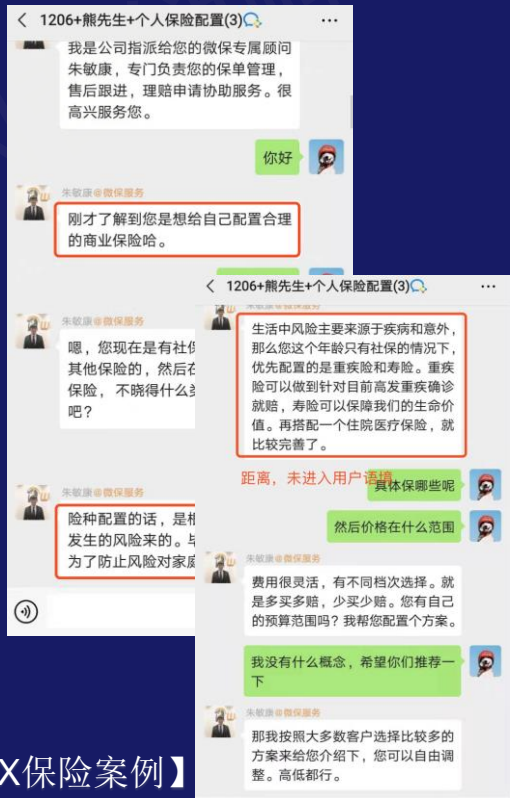 1206+熊先生+个人保险配置(3)
我是公司指派给您的微保专属顾问
朱敏康，专门负责您的保单管理，
售后跟进，理赔申请协助服务。很
高兴服务您。
你好
朱敏康@微保服务
刚才了解到您是想给自己配置合理
的商业保险哈。
朱敏康@微保服务
嗯，您现在是有社
其他保险的，然后在
保险， 不晓得什么
吧？
朱敏康@微保服务
险种配置的话，是
发生的风险来的。
为了防止风险对家
1206+熊先生+个人保险配置(3)
生活中风险主要来源于疾病和意外，
那么您这个年龄只有社保的情况下，
优先配置的是重疾险和寿险。重疾
险可以做到针对目前高发重疾确诊
就赔，寿险可以保障我们的生命价
值。再搭配一个住院医疗保险，就
比较完善了。
距离，未进入用户语境
具体保哪些呢
然后价格在什么范围
朱敏康@微保服务
费用很灵活，有不同档次选择。就
是多买多赔，少买少赔。您有自己
的预算范围吗？我帮您配置个方案。
我没有什么概念，希望你们推荐一
下
朱敏康@微保服务
那我按照大多数客户选择比较多的
方案来给您介绍下，您可以自由调
整。高低都行。
X保险案例】